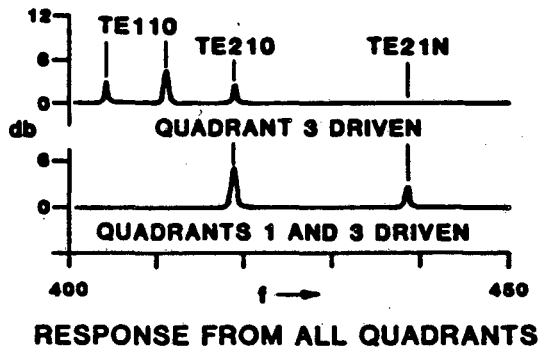 12
TE110
TE210
TE21N
6
0
db
QUADRANT 3 DRIVEN
6
0
QUADRANTS 1 AND 3 DRIVEN
400
f
450
RESPONSE FROM ALL QUADRANTS